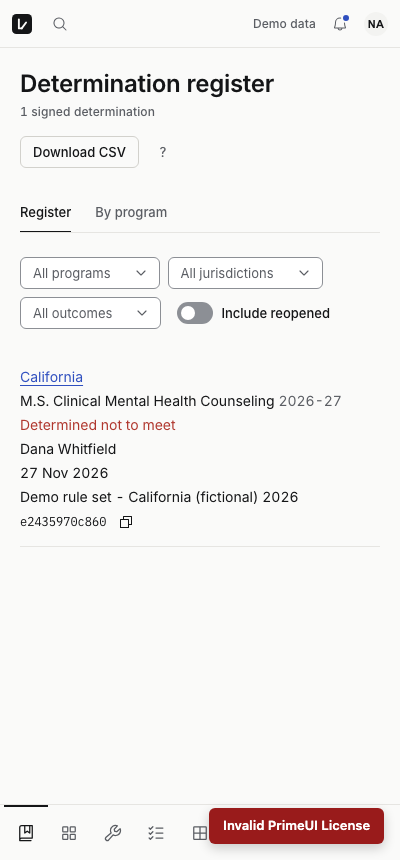 Demo data
NA
Determination register
1 signed determination
Download CSV
?
Register
By program
All programs
All jurisdictions
All outcomes
Include reopened
California
M.S. Clinical Mental Health Counseling 2026-27
Determined not to meet
Dana Whitfield
27 Nov 2026
Demo rule set - California (fictional) 2026
e2435970c860
Invalid PrimeUI License